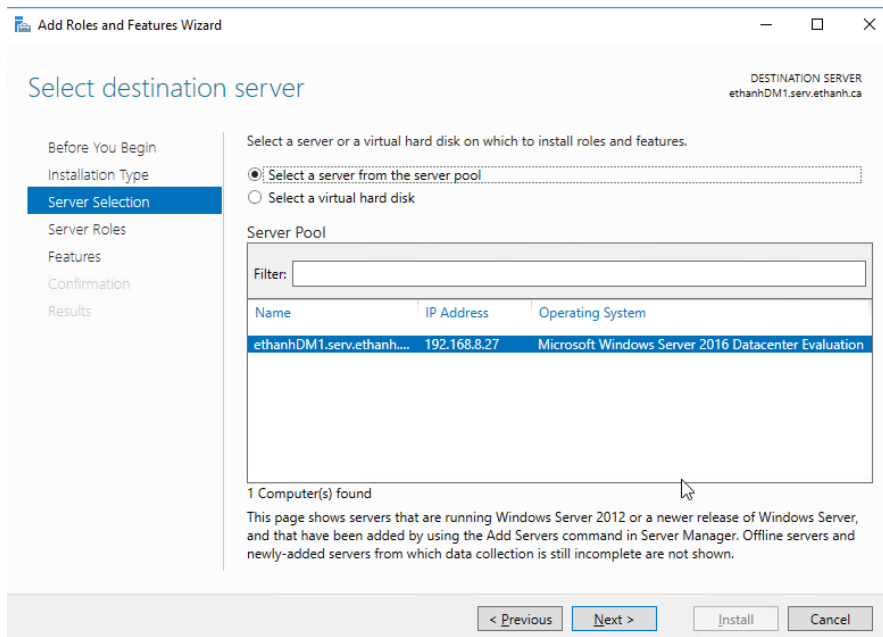 Add Roles and Features Wizard
Select destination server
DESTINATION SERVER
ethanhDM1.serv.ethanh.ca
Before You Begin
Installation Type
Server Selection
Server Roles
Features
Confirmation
Results
Select a server or a virtual hard disk on which to install roles and features.
Select a server from the server pool
Select a virtual hard disk
Server Pool
Filter:
Name IP Address Operating System
ethanhDM1.serv.ethanh.... 192.168.8.27 Microsoft Windows Server 2016 Datacenter Evaluation
1 Computer(s) found
This page shows servers that are running Windows Server 2012 or a newer release of Windows Server,
and that have been added by using the Add Servers command in Server Manager. Offline servers and
newly-added servers from which data collection is still incomplete are not shown.
< Previous Next > Install Cancel